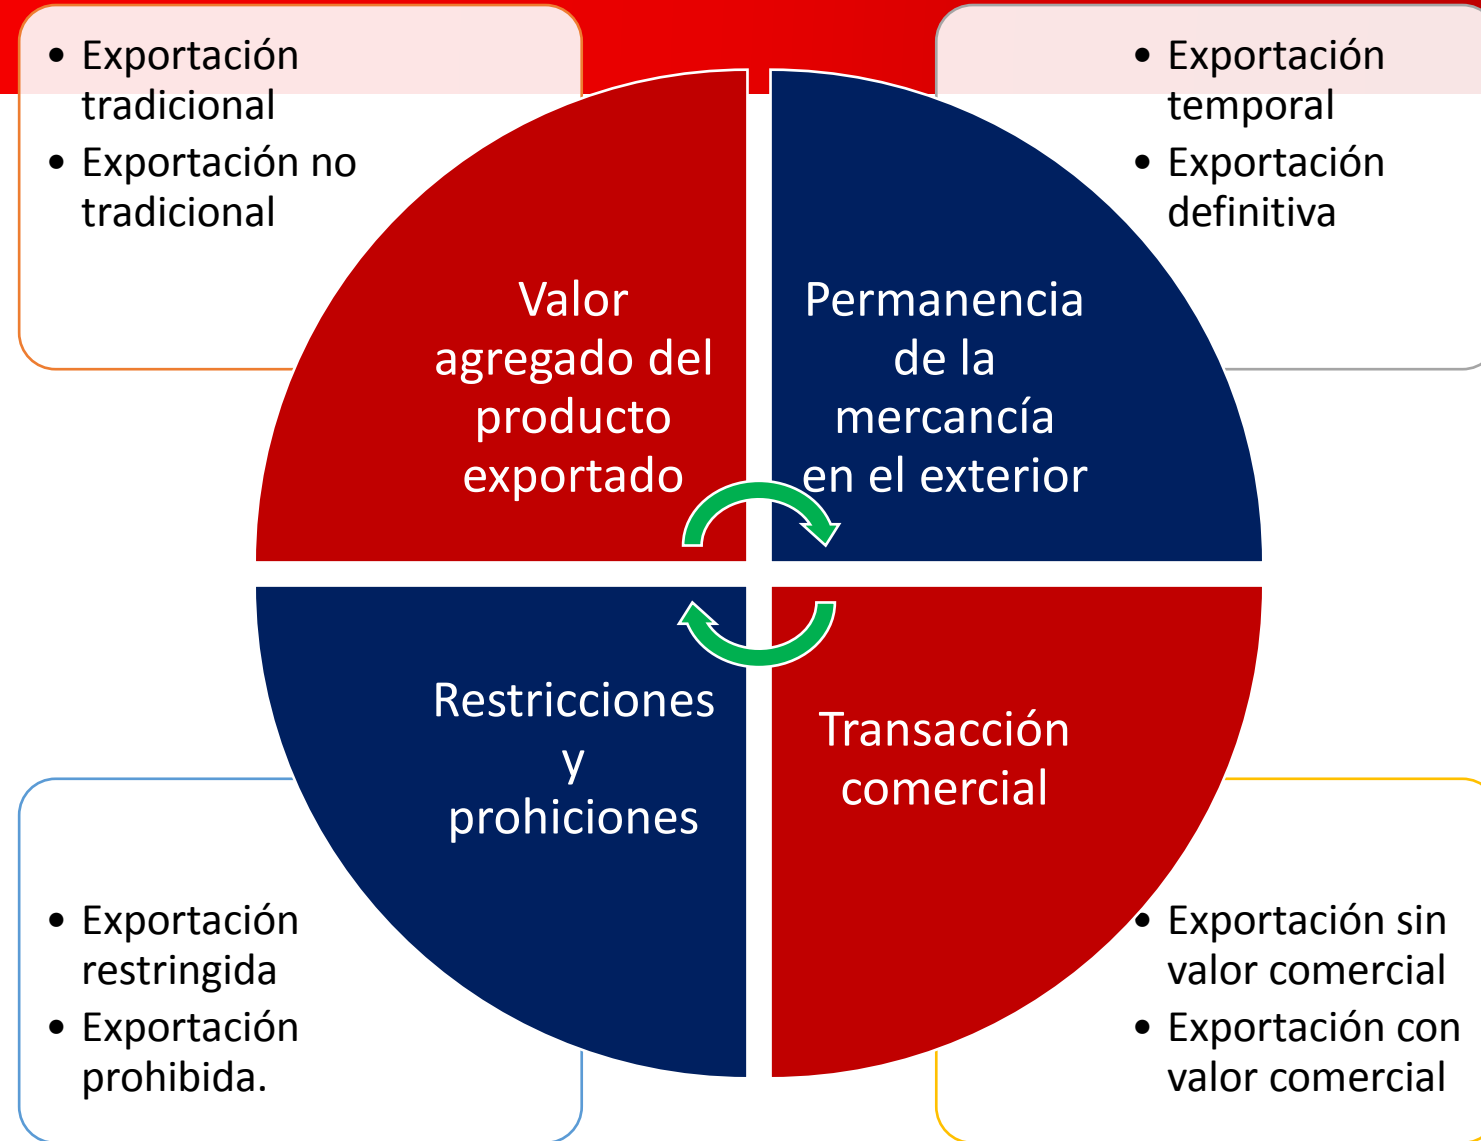 • Exportación
tradicional
• Exportación no
tradicional
• Exportación
temporal
• Exportación
definitiva
Valor
agregado del
producto
exportado
Permanencia
de la
mercancía
en el exterior
Restricciones
y
prohiciones
Transacción
comercial
• Exportación
restringida
• Exportación
prohibida.
• Exportación sin
valor comercial
• Exportación con
valor comercial